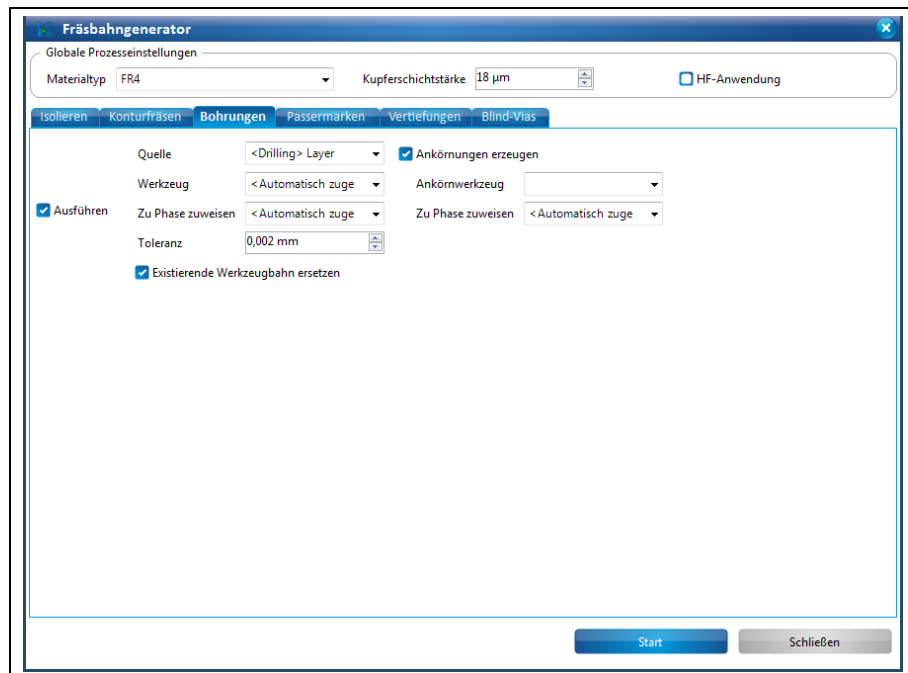 Fräsbahngenerator
Globale Prozesseinstellungen
Materialtyp FR4 Kupferschichtstärke 18 µm HF-Anwendung
Isolieren Konturfräsen Bohrungen Passermarken Vertiefungen Blind-Vias
Quelle <Drilling> Layer Ankörnungen erzeugen
Werkzeug <Automatisch zuge Ankörnwerkzeug
Ausführen Zu Phase zuweisen <Automatisch zuge Zu Phase zuweisen <Automatisch zuge
Toleranz 0,002 mm
Existierende Werkzeugbahn ersetzen
Start Schließen